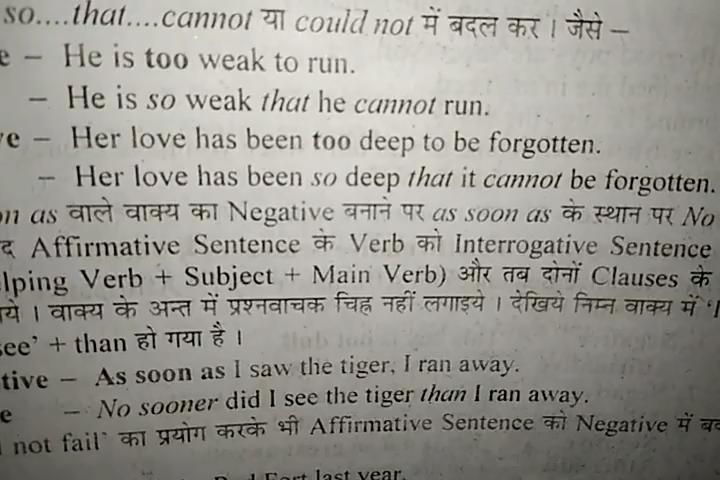 so....that....cannot या could not में बदल कर । जैसे –
– He is too weak to run.
– He is so weak that he cannot run.
– Her love has been too deep to be forgotten.
– Her love has been so deep that it cannot be forgotten.
as वाले वाक्य का Negative बनाने पर as soon as के स्थान पर No
Affirmative Sentence के Verb को Interrogative Sentence
Verb + Subject + Main Verb) और तब दोनों Clauses के
। वाक्य के अन्त में प्रश्नवाचक चिह्न नहीं लगाइये । देखिये निम्न वाक्य में
see’ + than हो गया है ।
– As soon as I saw the tiger, I ran away.
– No sooner did I see the tiger than I ran away.
not fail’ का प्रयोग करके भी Affirmative Sentence को Negative में
Fort last year.